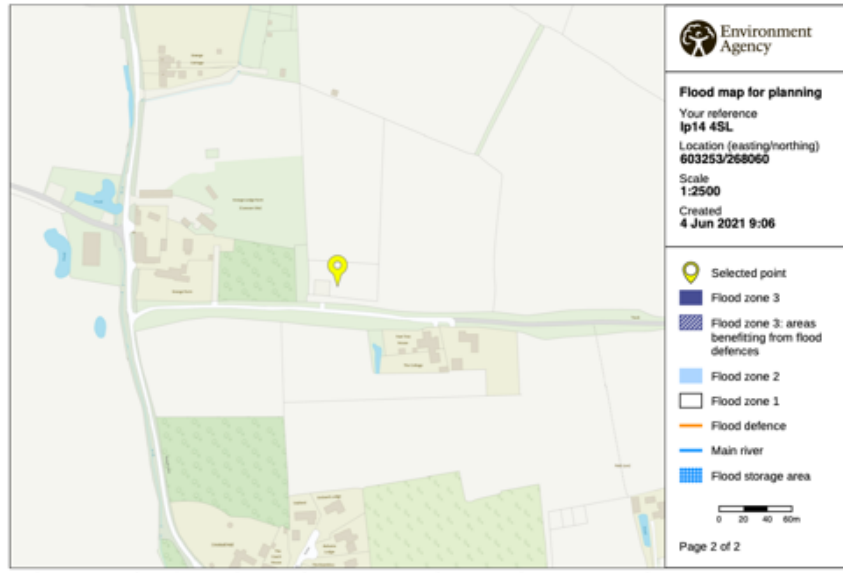 Environment
Agency
Flood map for planning
Your reference
Ip14 4SL
Location (easting/northing)
603253/268060
Scale
1:2500
Created
4 Jun 2021 9:06
Selected point
Flood zone 3
Flood zone 3: areas
benefitting from flood
defences
Flood zone 2
Flood zone 1
Flood defence
Main river
Flood storage area
0 20 40 60m
Page 2 of 2
The Cottage